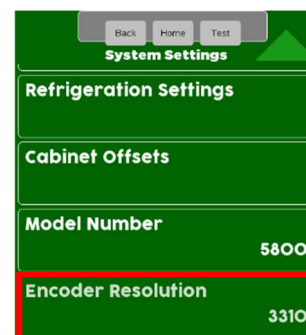 Back Home Test
System Settings
Refrigeration Settings
Cabinet Offsets
Model Number
5800
Encoder Resolution
3310